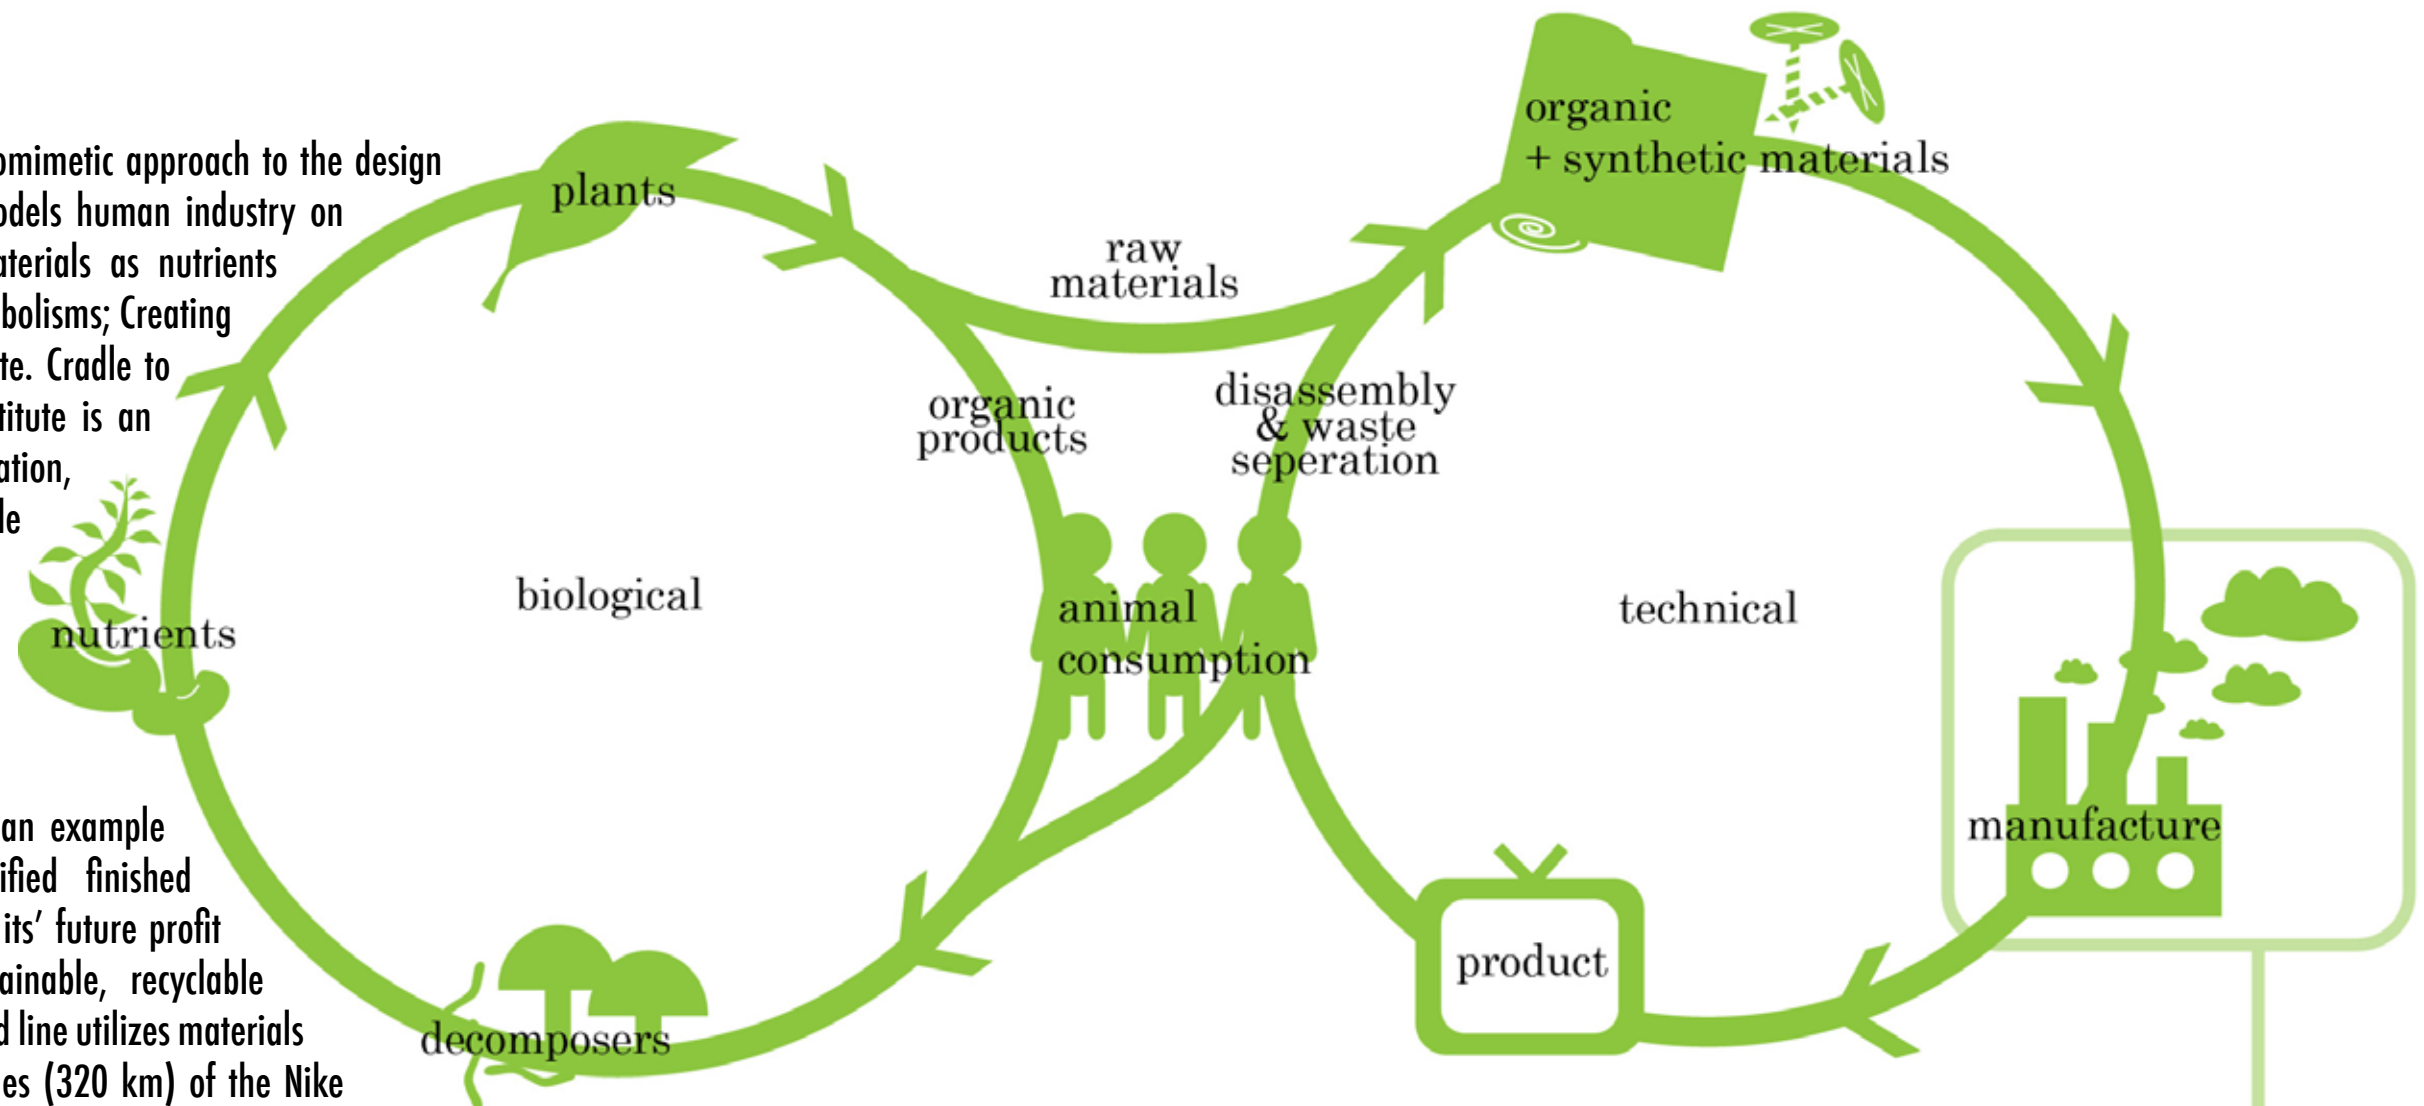 omimetic approach to the design
odels human industry on
aterials as nutrients
bolisms; Creating
te. Cradle to
titute is an
ation,
le
an example
ified finished
its’ future profit
ainable, recyclable
d line utilizes materials
es (320 km) of the Nike
plants
raw
materials
organic
products
biological
nutrients
animal
consumption
decomposers
organic
+ synthetic materials
disassembly
& waste
seperation
technical
manufacture
product